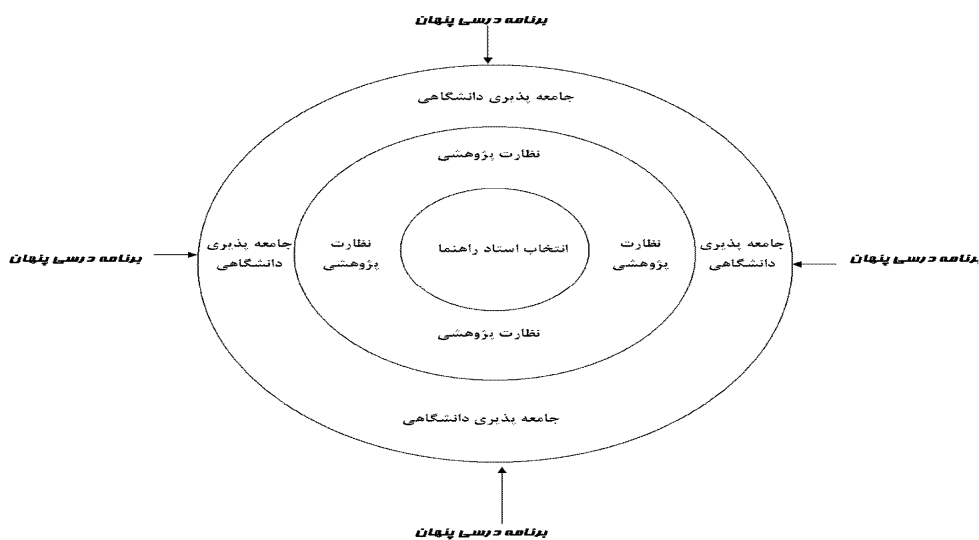 برنامه درسی پنهان
جامعه پذیری دانشگاهی
نظارت پژوهشی
جامعه پذیری
دانشگاهی
نظارت
پژوهشی
انتخاب استاد راهنما
نظارت
پژوهشی
جامعه پذیری
دانشگاهی
برنامه درسی پنهان
برنامه درسی پنهان
نظارت پژوهشی
جامعه پذیری دانشگاهی
برنامه درسی پنهان